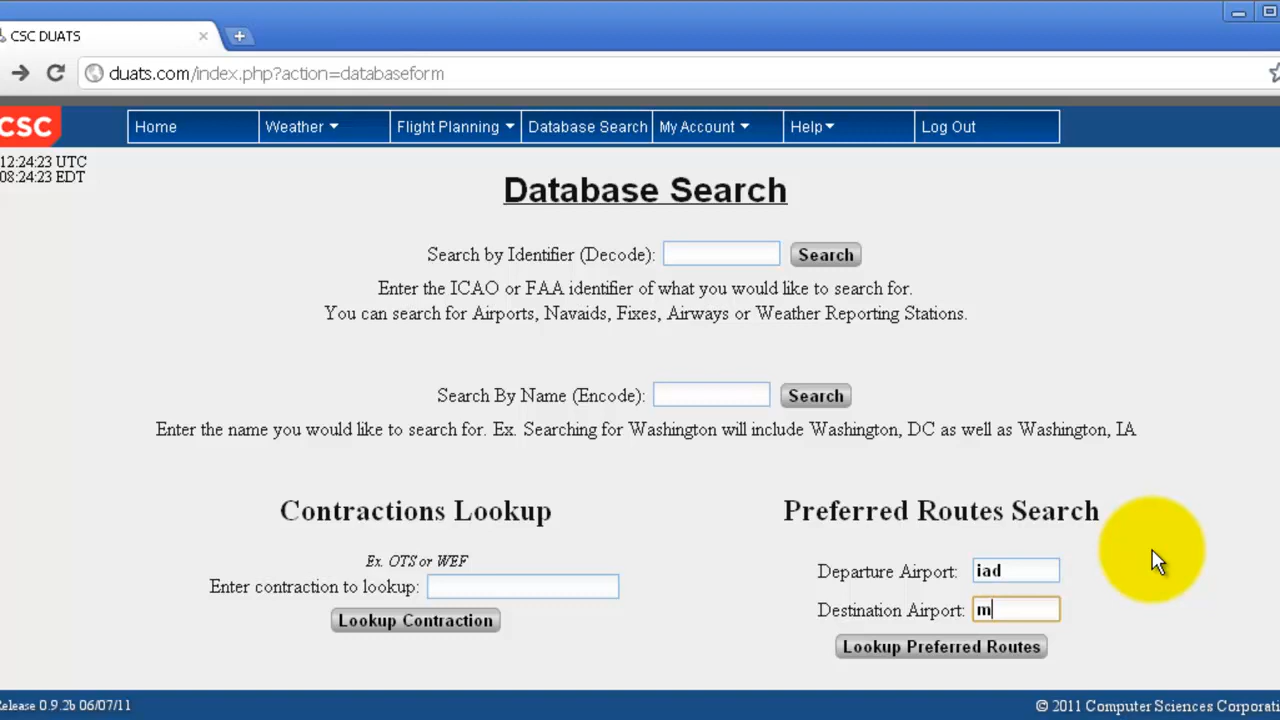 CSC DUATS
duats.com/index.php?action=databaseform
CSC
Home Weather Flight Planning Database Search My Account Help Log Out
12:24:23 UTC
08:24:23 EDT
Database Search
Search by Identifier (Decode): Search
Enter the ICAO or FAA identifier of what you would like to search for.
You can search for Airports, Navaids, Fixes, Airways or Weather Reporting Stations.
Search By Name (Encode): Search
Enter the name you would like to search for. Ex. Searching for Washington will include Washington, DC as well as Washington, IA
Contractions Lookup
Ex. OTS or WEF
Enter contraction to lookup:
Lookup Contraction
Preferred Routes Search
Departure Airport: iad
Destination Airport: m
Lookup Preferred Routes
elease 0.9.2b 06/07/11
© 2011 Computer Sciences Corporati